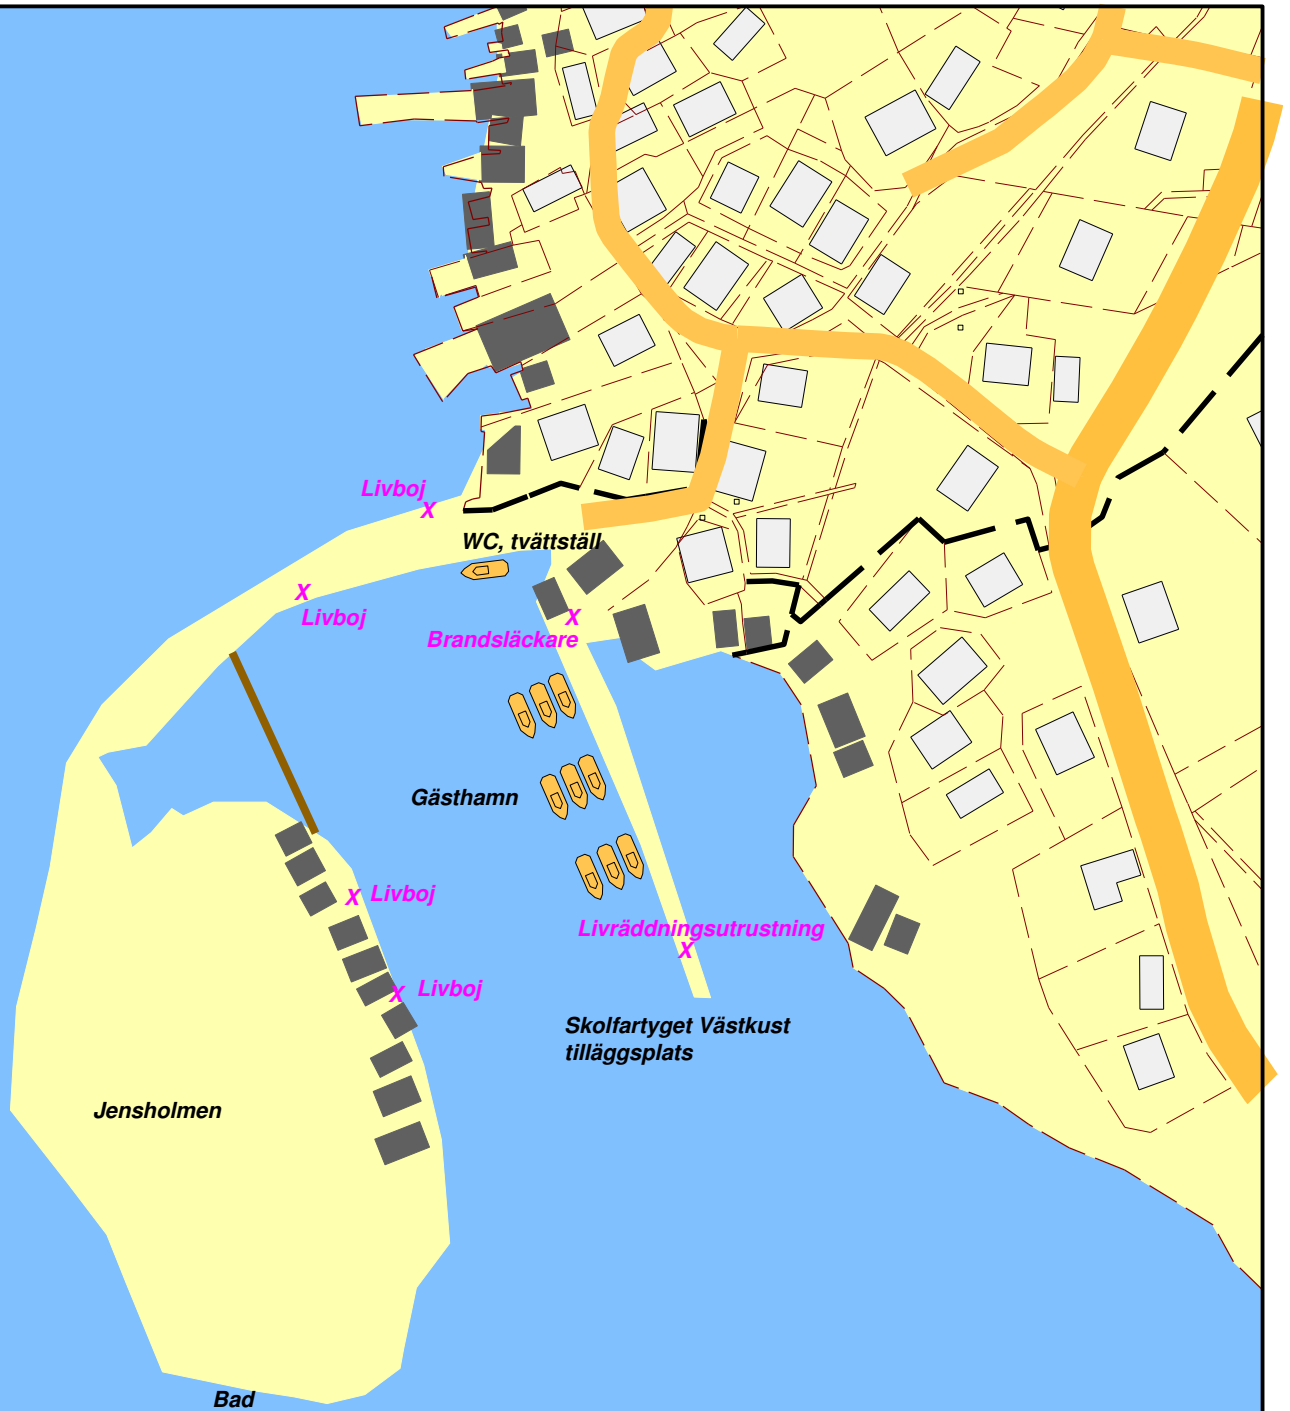 Livboj
X
WC, tvättställ
X
Livboj
X
Brandsläckare
Gästhamn
X Livboj
Livräddningsutrustning
X
X Livboj
Skolfartyget Västkust
tilläggsplats
Jensholmen
Bad